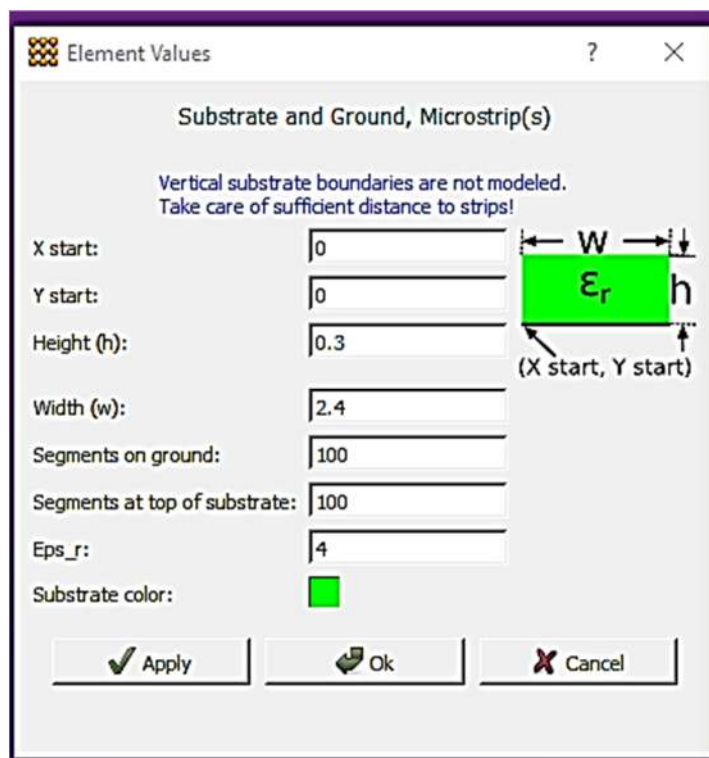 Element Values ? ×
Substrate and Ground, Microstrip(s)
Vertical substrate boundaries are not modeled.
Take care of sufficient distance to strips!
X start: 0
Y start: 0
Height (h): 0.3
Width (w): 2.4
Segments on ground: 100
Segments at top of substrate: 100
Eps_r: 4
Substrate color:
W
εr
h
(X start, Y start)
Apply Ok Cancel